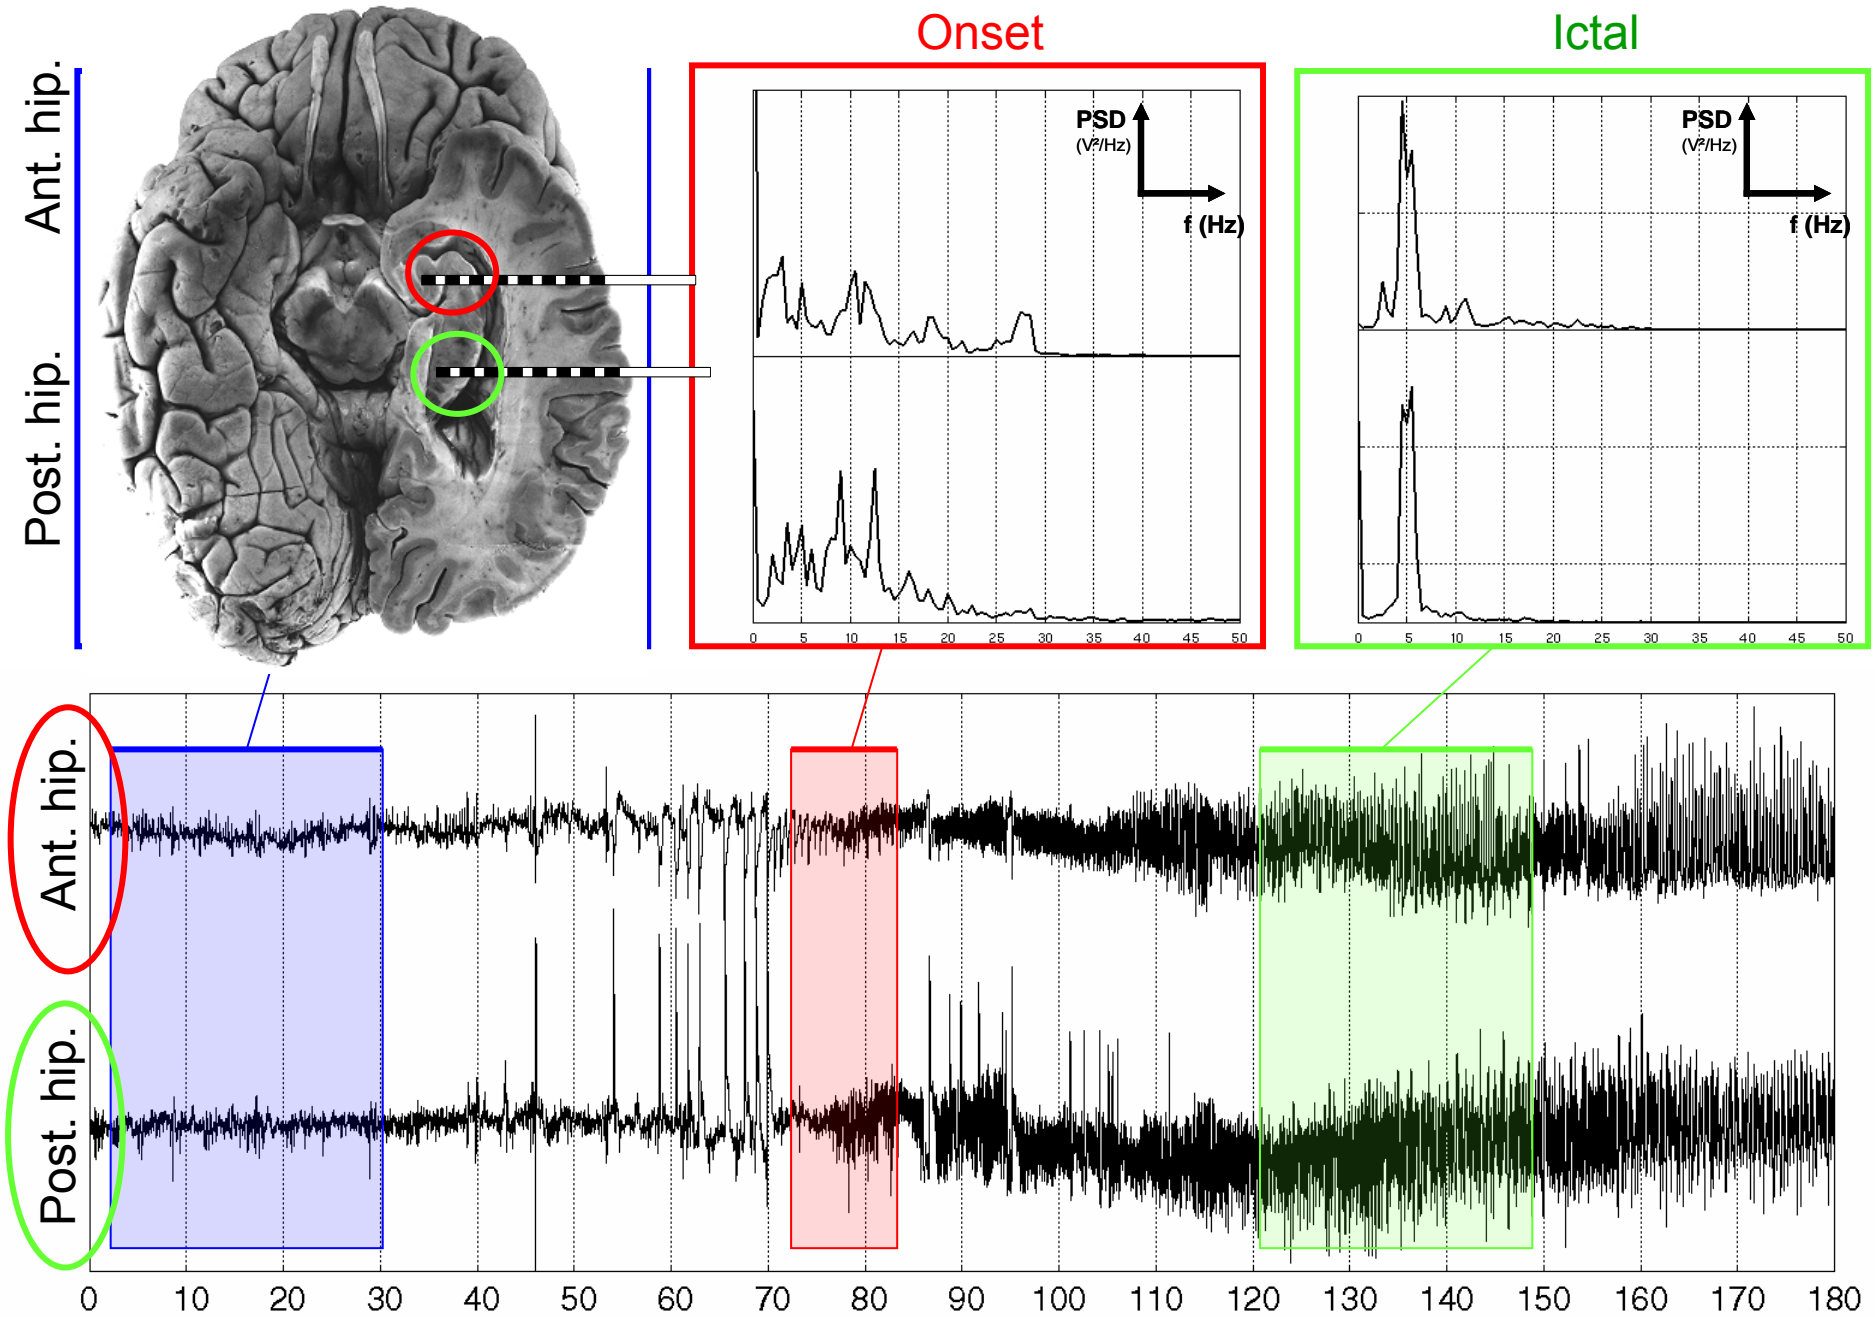 Onset
Ictal
Ant. hip.
Post. hip.
PSD
(V²/Hz)
f (Hz)
0 5 10 15 20 25 30 35 40 45 50
PSD
(V²/Hz)
f (Hz)
0 5 10 15 20 25 30 35 40 45 50
Ant. hip.
Post. hip.
0 10 20 30 40 50 60 70 80 90 100 110 120 130 140 150 160 170 180